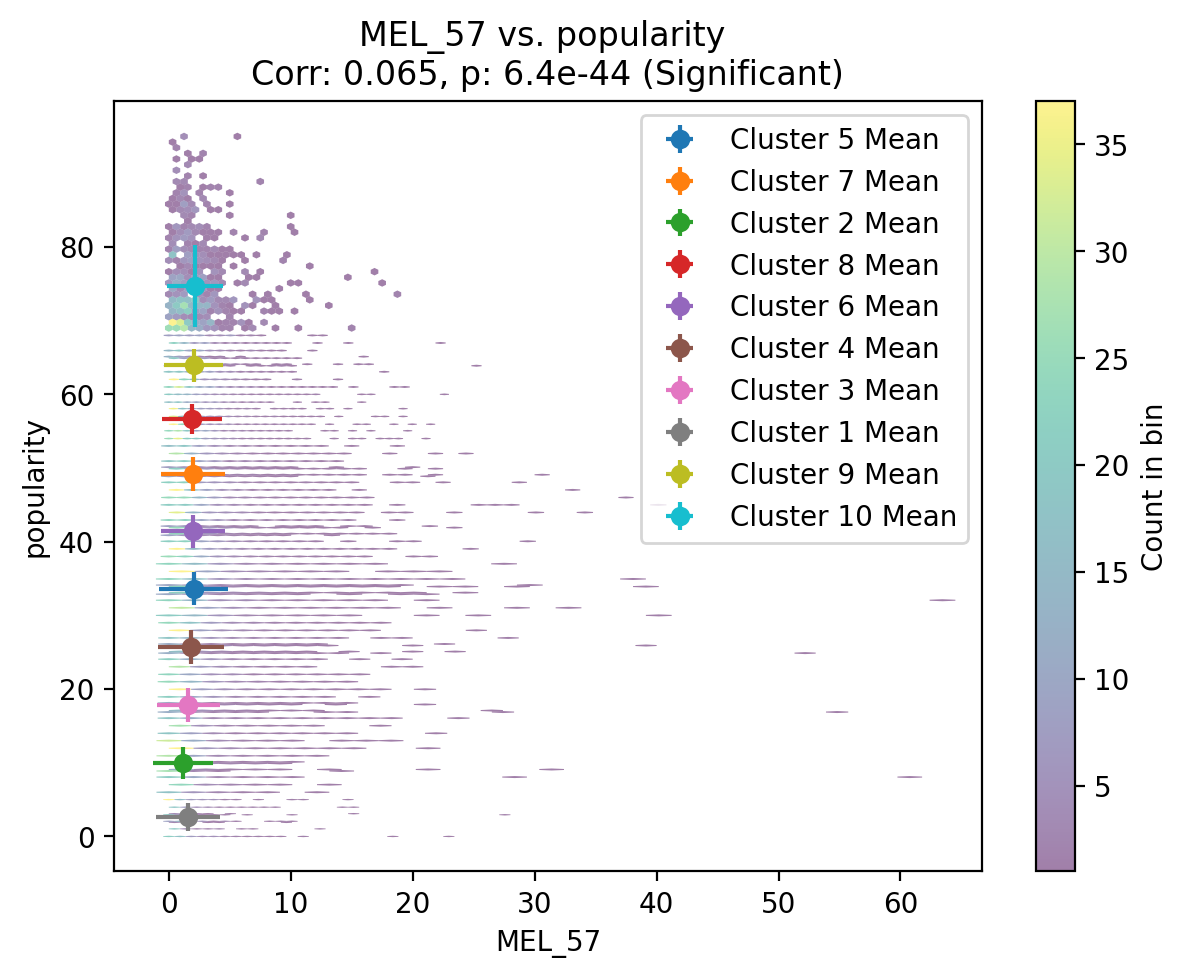 MEL_57 vs. popularity
Corr: 0.065, p: 6.4e-44 (Significant)
popularity
80
60
40
20
0
0 10 20 30 40 50 60
MEL_57
Cluster 5 Mean
Cluster 7 Mean
Cluster 2 Mean
Cluster 8 Mean
Cluster 6 Mean
Cluster 4 Mean
Cluster 3 Mean
Cluster 1 Mean
Cluster 9 Mean
Cluster 10 Mean
35
30
25
20
15
10
5
Count in bin